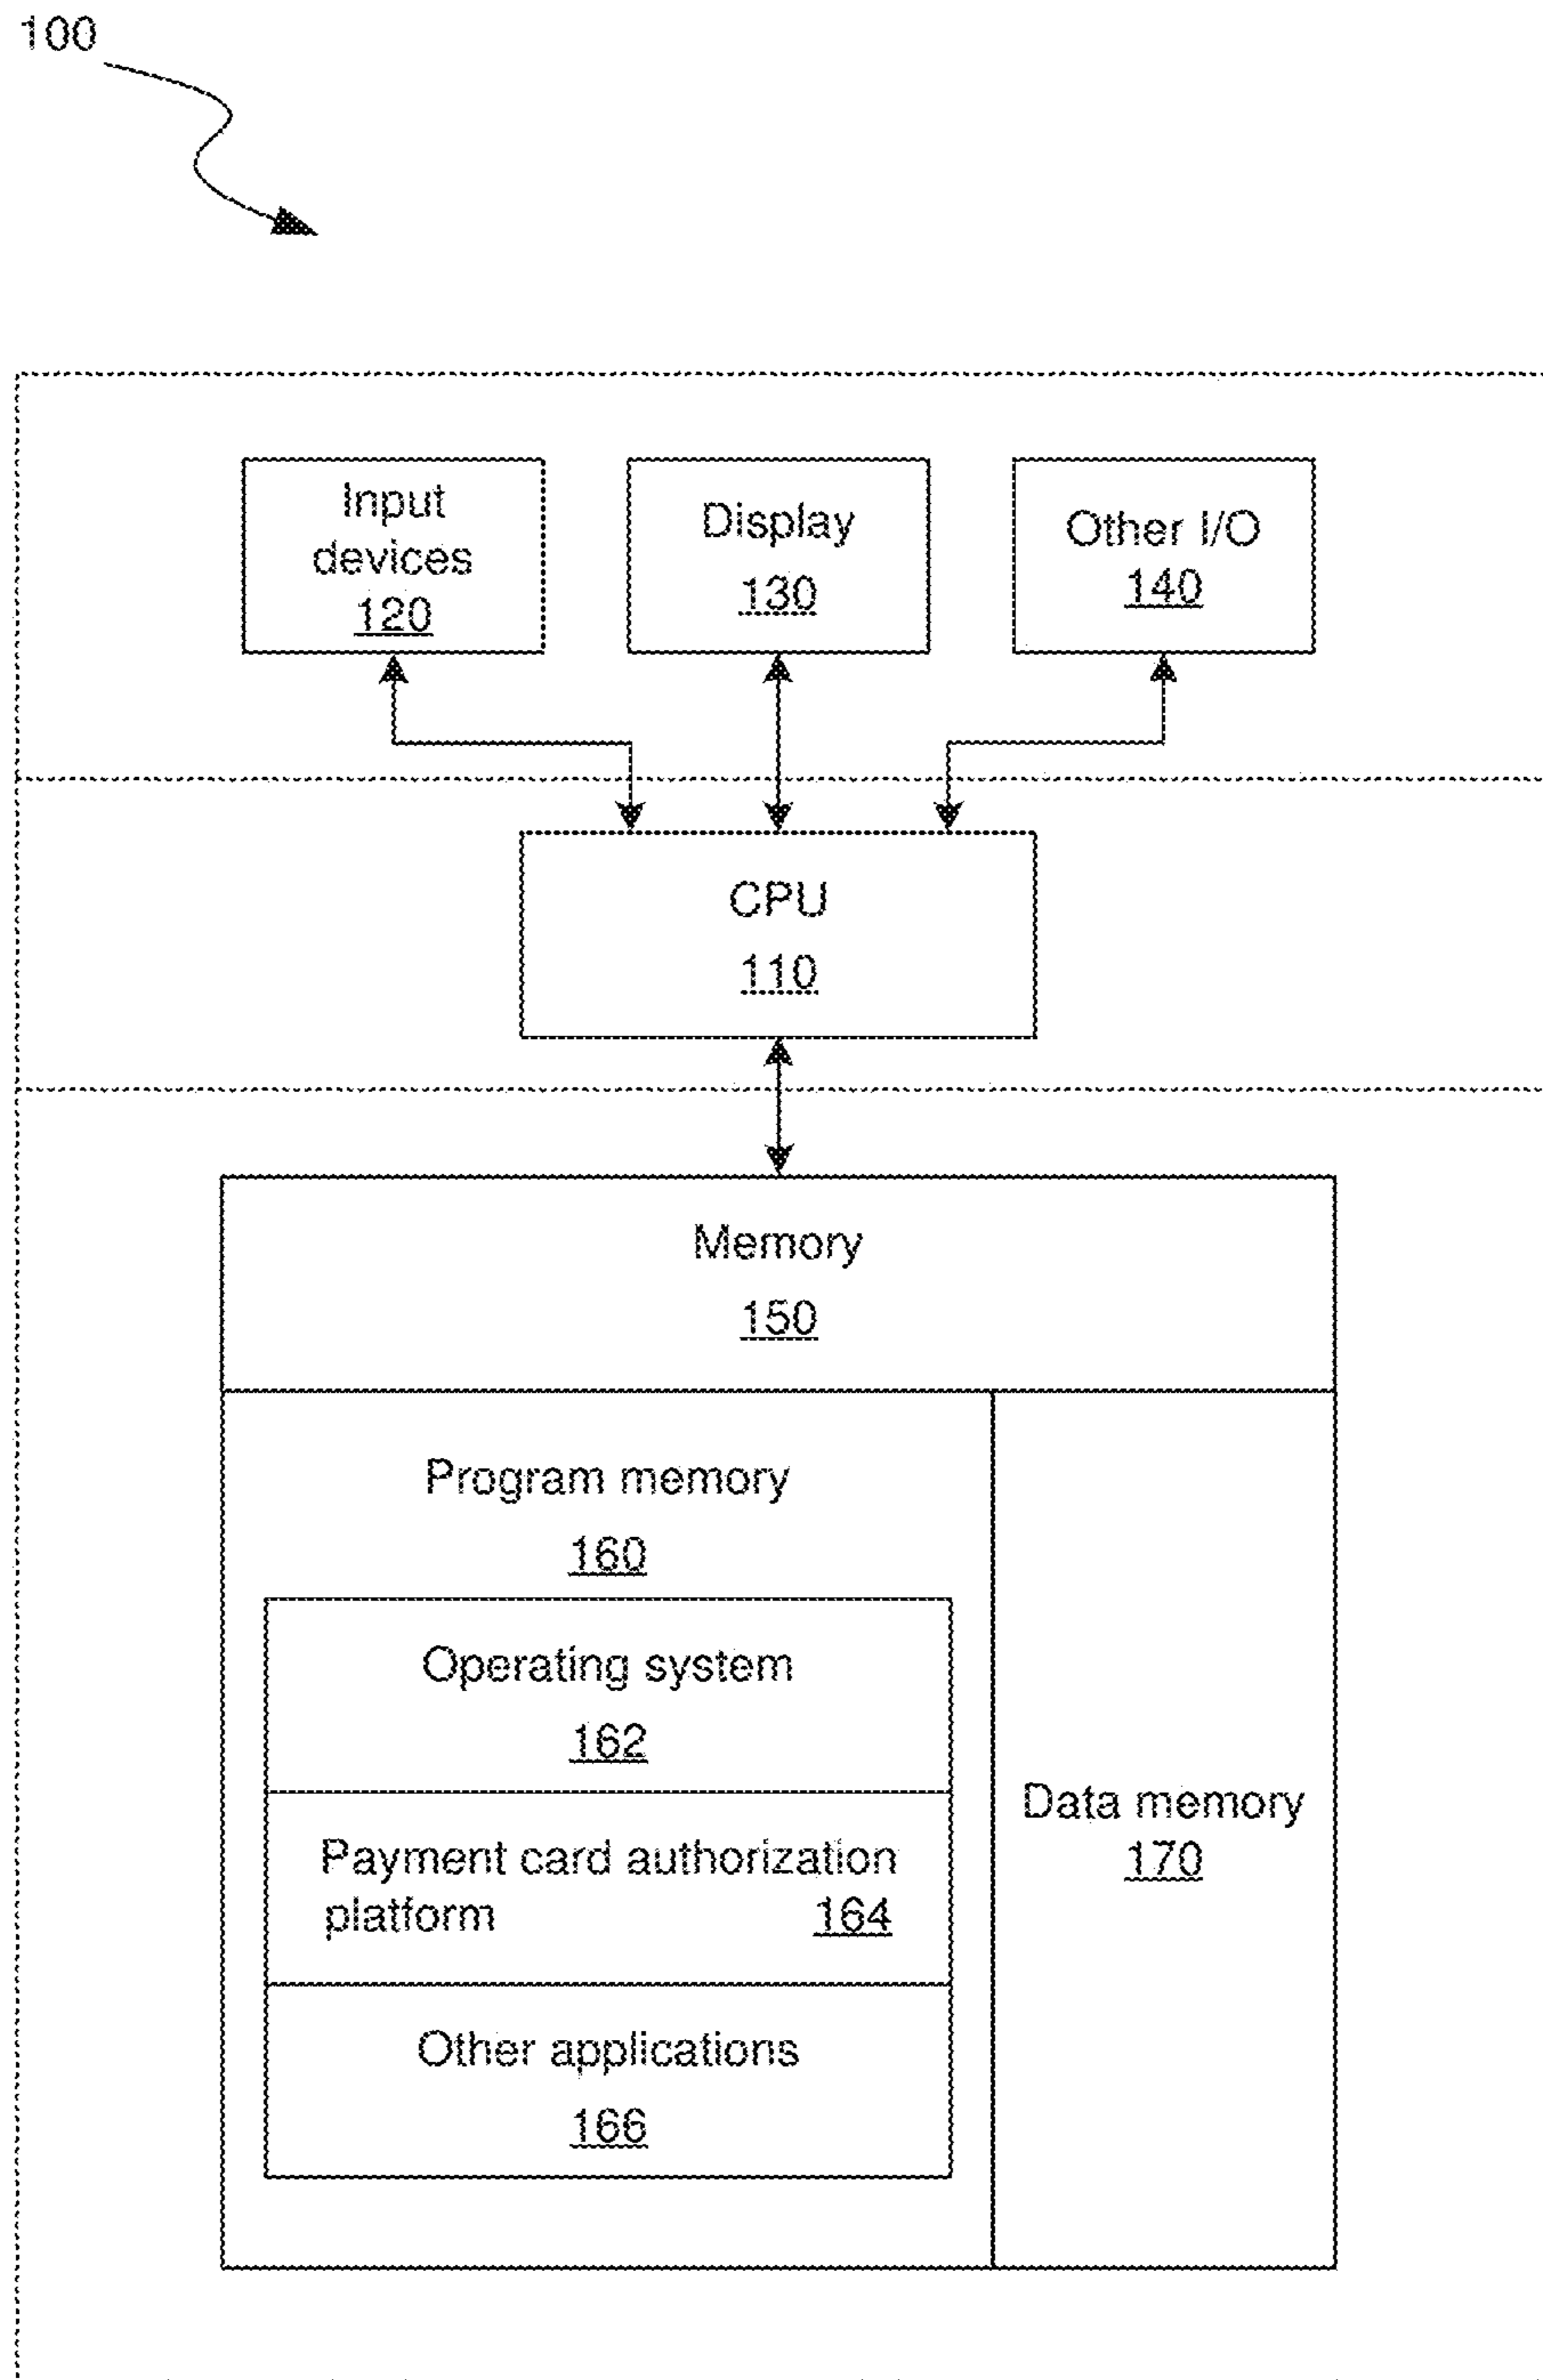 100
Input
devices
120
Display
130
Other I/O
140
CPU
110
Memory
150
Program memory
160
Operating system
162
Payment card authorization
platform 164
Other applications
166
Data memory
170